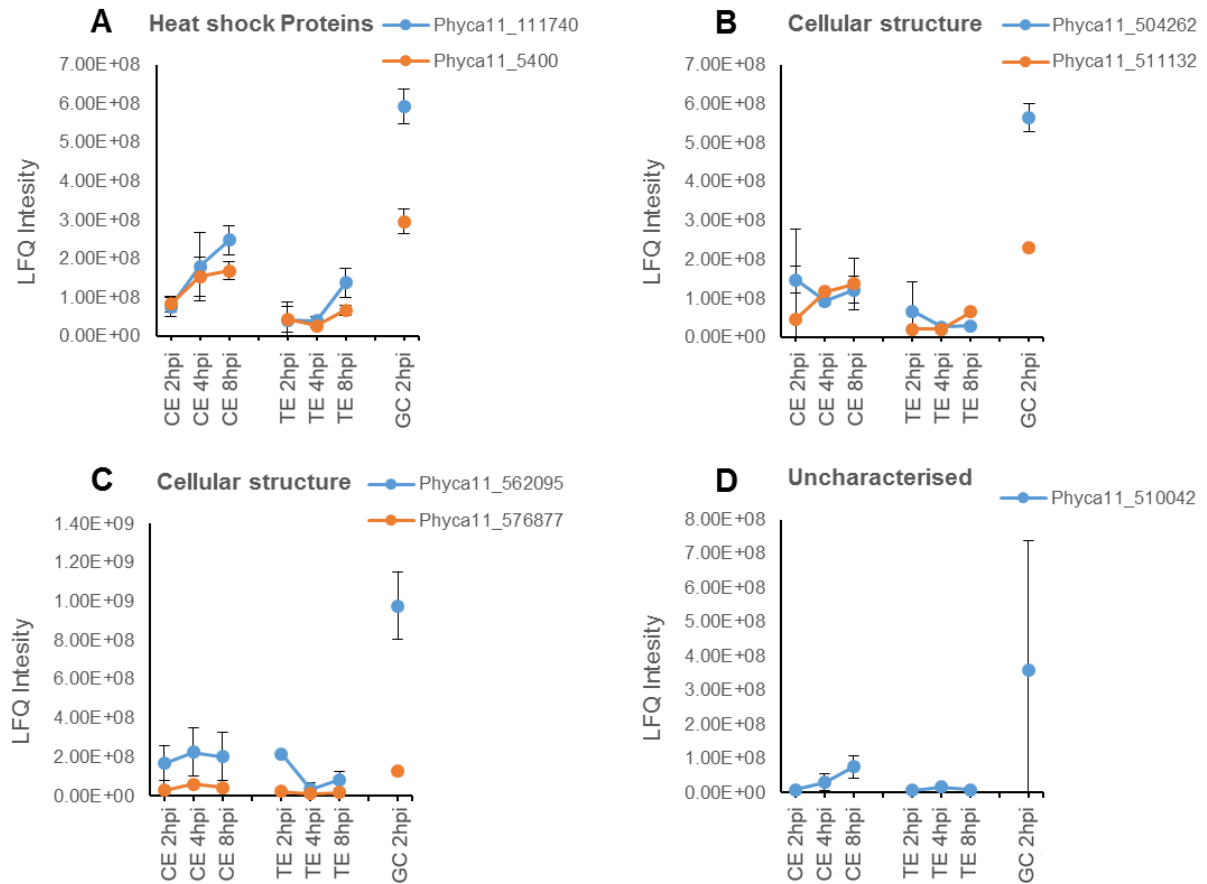 A Heat shock Proteins
Phyca11_111740
Phyca11_5400
7.00E+08
6.00E+08
5.00E+08
4.00E+08
3.00E+08
2.00E+08
1.00E+08
0.00E+00
LFQ Intesity
CE 2hpi
CE 4hpi
CE 8hpi
TE 2hpi
TE 4hpi
TE 8hpi
GC 2hpi
B Cellular structure
Phyca11_504262
Phyca11_511132
7.00E+08
6.00E+08
5.00E+08
4.00E+08
3.00E+08
2.00E+08
1.00E+08
0.00E+00
LFQ Intesity
CE 2hpi
CE 4hpi
CE 8hpi
TE 2hpi
TE 4hpi
TE 8hpi
GC 2hpi
C Cellular structure
Phyca11_562095
Phyca11_576877
1.40E+09
1.20E+09
1.00E+09
8.00E+08
6.00E+08
4.00E+08
2.00E+08
0.00E+00
LFQ Intesity
CE 2hpi
CE 4hpi
CE 8hpi
TE 2hpi
TE 4hpi
TE 8hpi
GC 2hpi
D Uncharacterised
Phyca11_510042
8.00E+08
7.00E+08
6.00E+08
5.00E+08
4.00E+08
3.00E+08
2.00E+08
1.00E+08
0.00E+00
LFQ Intesity
CE 2hpi
CE 4hpi
CE 8hpi
TE 2hpi
TE 4hpi
TE 8hpi
GC 2hpi